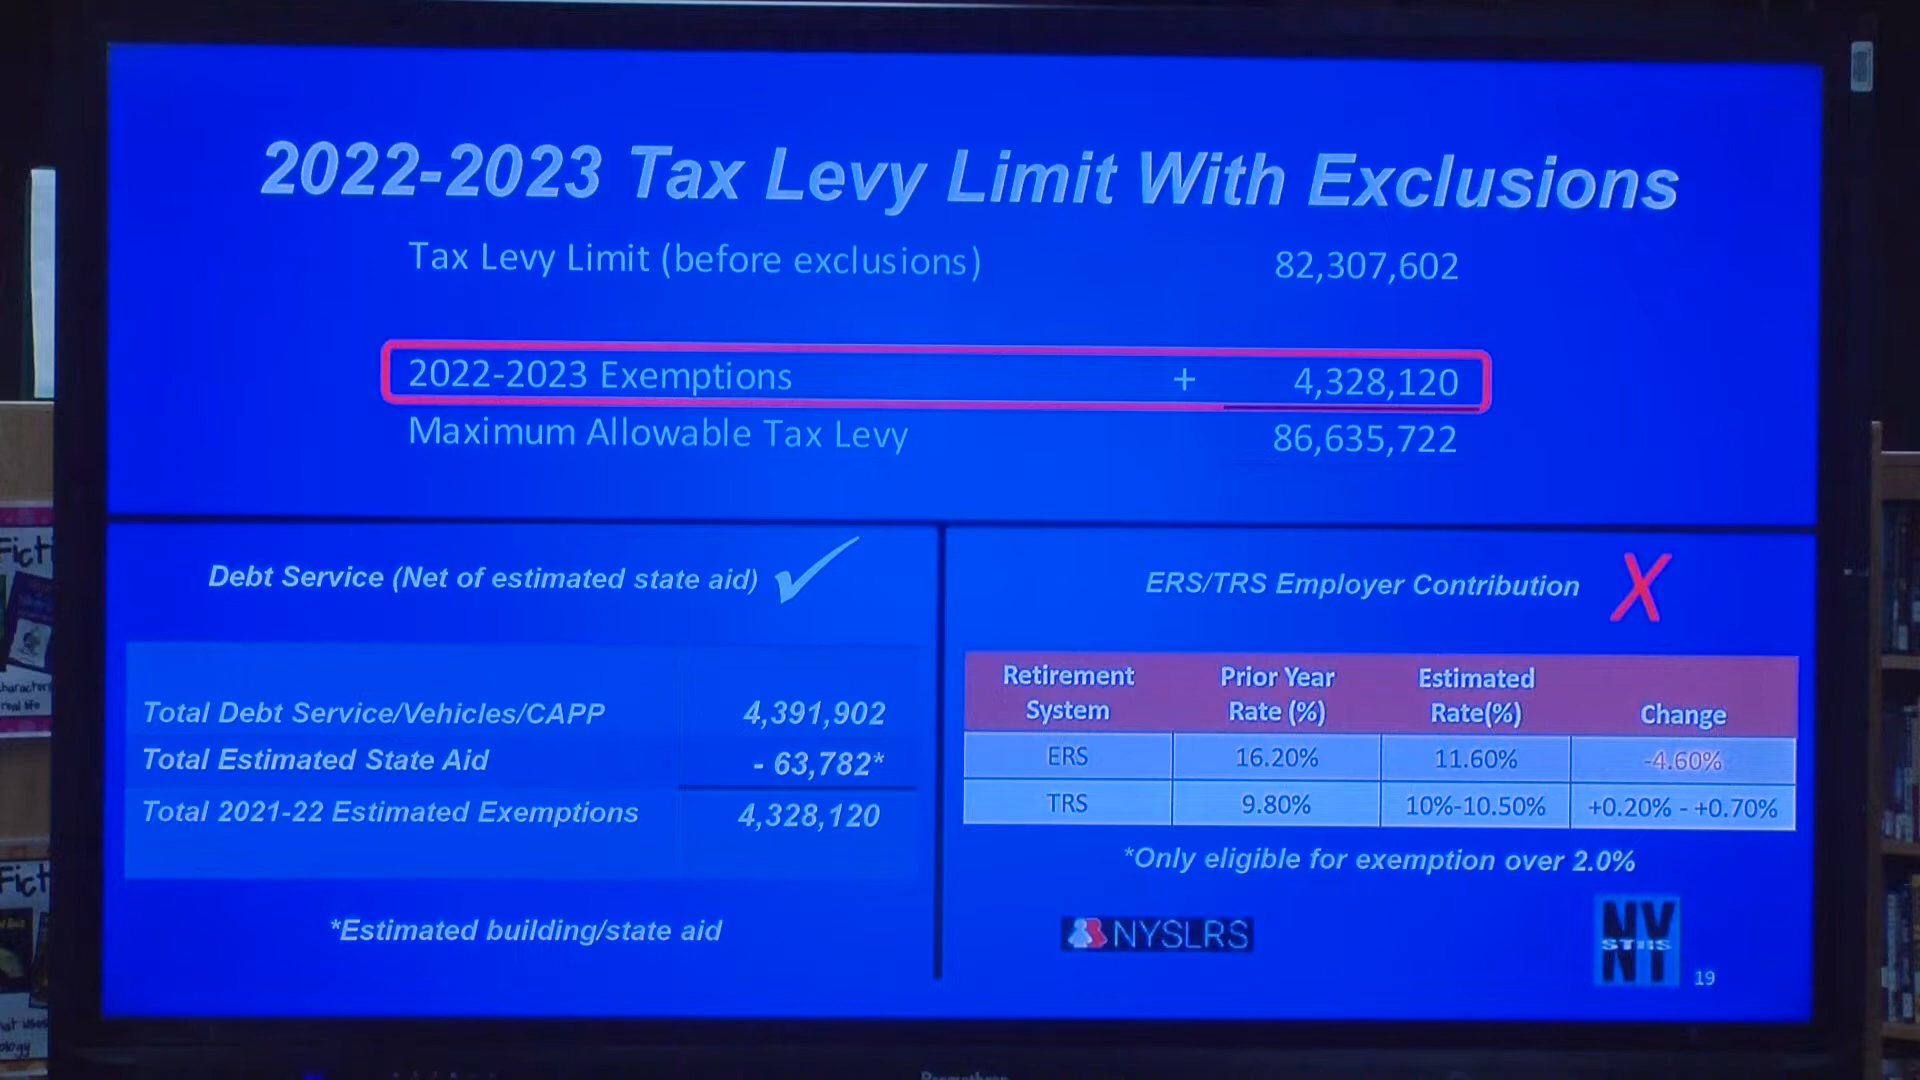 2022-2023 Tax Levy Limit With Exclusions
Tax Levy Limit (before exclusions) 82,307,602
2022-2023 Exemptions + 4,328,120
Maximum Allowable Tax Levy 86,635,722
Debt Service (Net of estimated state aid)
Total Debt Service/Vehicles/CAPP 4,391,902
Total Estimated State Aid - 63,782*
Total 2021-22 Estimated Exemptions 4,328,120
*Estimated building/state aid
ERS/TRS Employer Contribution X
Retirement System Prior Year Rate (%) Estimated Rate(%) Change
ERS 16.20% 11.60% -4.60%
TRS 9.80% 10%-10.50% +0.20% - +0.70%
*Only eligible for exemption over 2.0%
NYSLRS
19
Ficti
real life
Fict